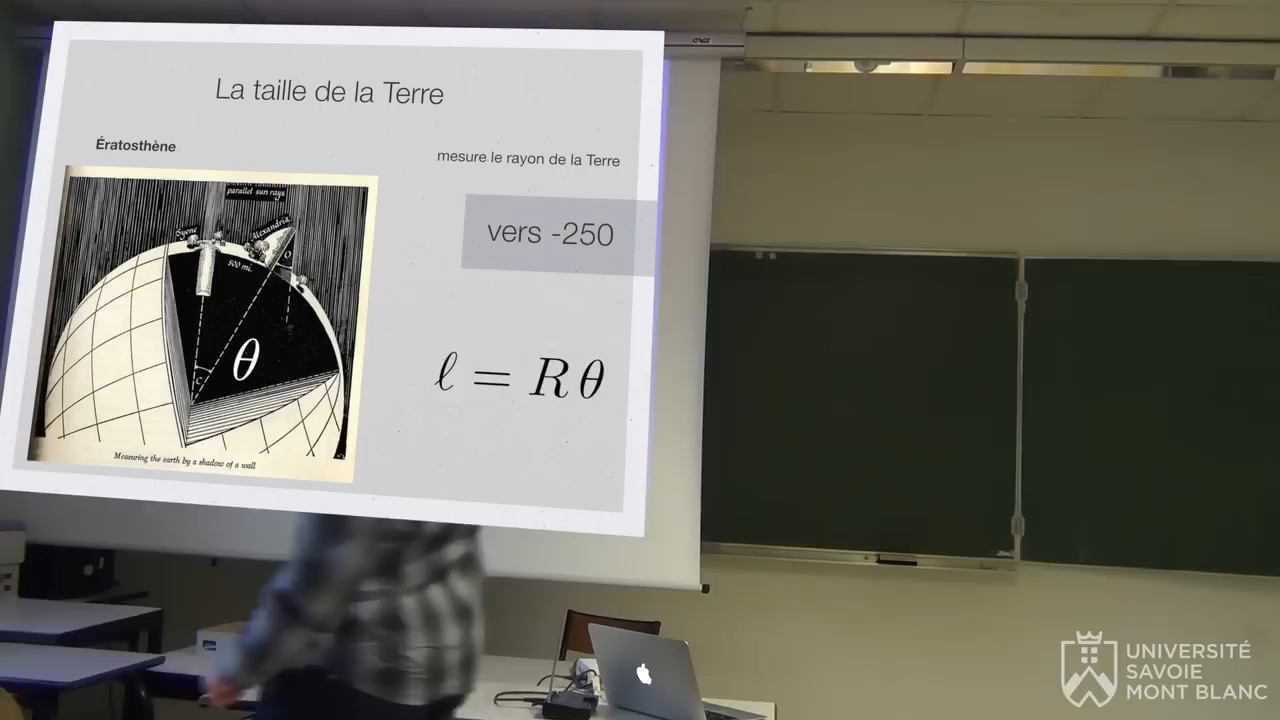 La taille de la Terre
Ératosthène
mesure le rayon de la Terre
parallel sun rays
Syene
Alexandria
500 mi.
vers -250
θ
c
ℓ = R θ
Measuring the earth by a shadow of a wall
UNIVERSITÉ
SAVOIE
MONT BLANC